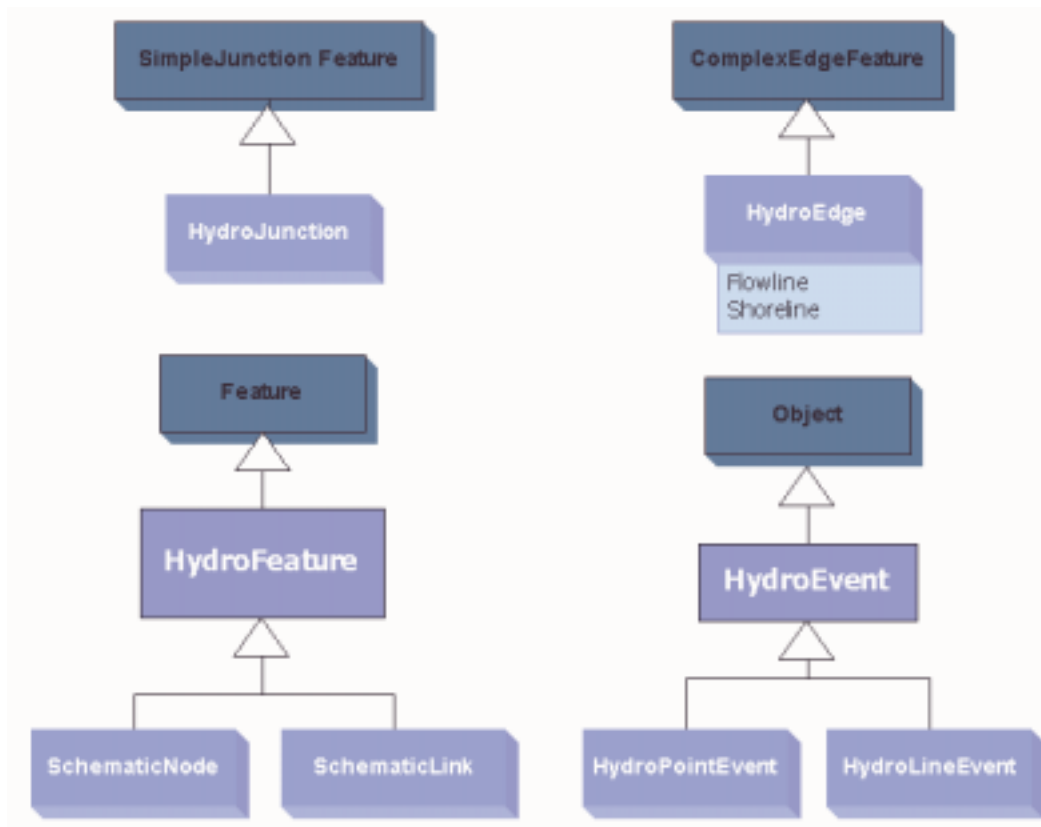 SimpleJunction Feature
ComplexEdgeFeature
HydroJunction
HydroEdge
Flowline
Shoreline
Feature
Object
HydroFeature
HydroEvent
SchematicNode
SchematicLink
HydroPointEvent
HydroLineEvent